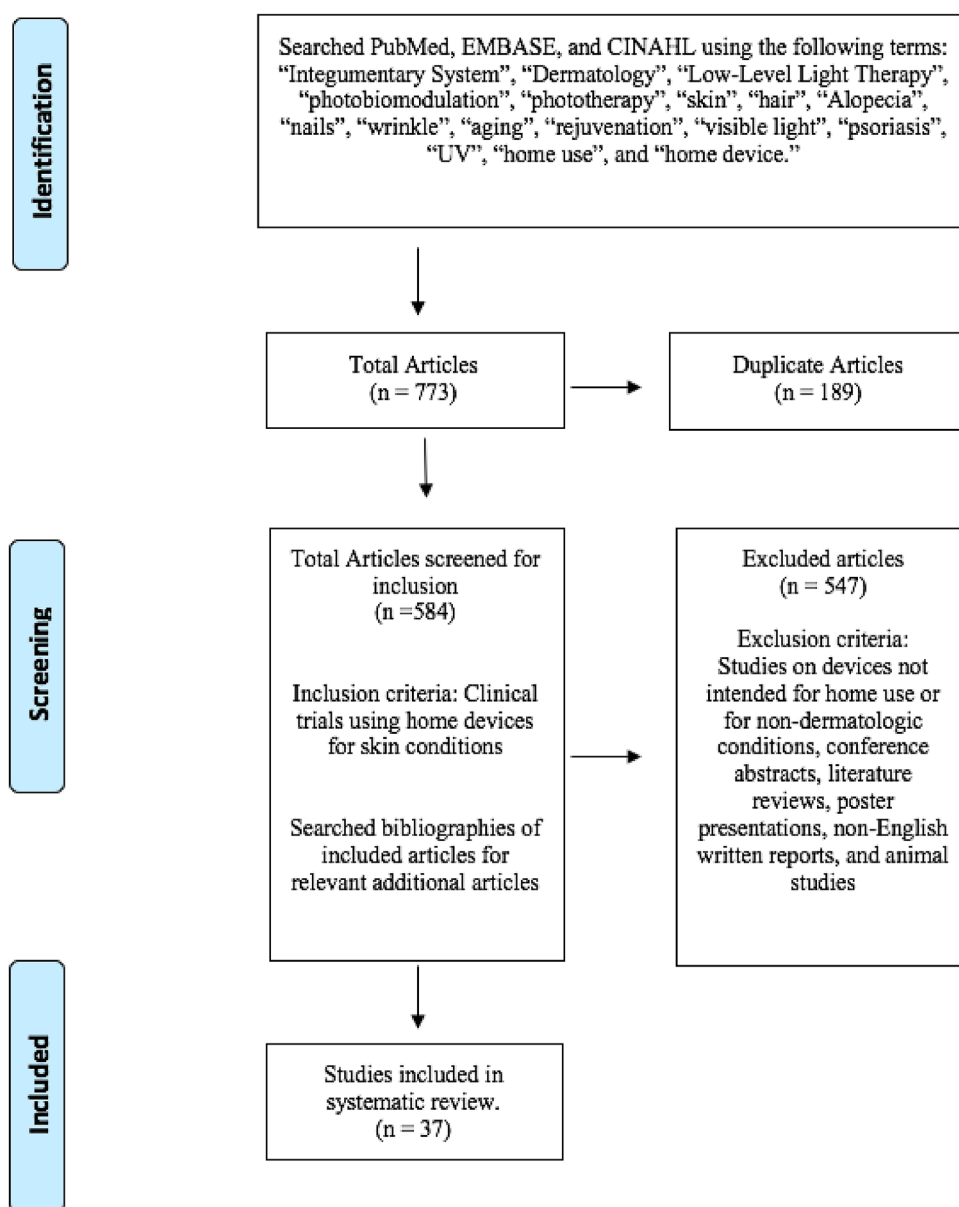 Identification
Searched PubMed, EMBASE, and CINAHL using the following terms:
“Integumentary System”, “Dermatology”, “Low-Level Light Therapy”,
“photobiomodulation”, “phototherapy”, “skin”, “hair”, “Alopecia”,
“nails”, “wrinkle”, “aging”, “rejuvenation”, “visible light”, “psoriasis”,
“UV”, “home use”, and “home device.”
Total Articles
(n = 773)
Duplicate Articles
(n = 189)
Screening
Total Articles screened for
inclusion
(n =584)
Inclusion criteria: Clinical
trials using home devices
for skin conditions
Searched bibliographies of
included articles for
relevant additional articles
Excluded articles
(n = 547)
Exclusion criteria:
Studies on devices not
intended for home use or
for non-dermatologic
conditions, conference
abstracts, literature
reviews, poster
presentations, non-English
written reports, and animal
studies
Included
Studies included in
systematic review.
(n = 37)